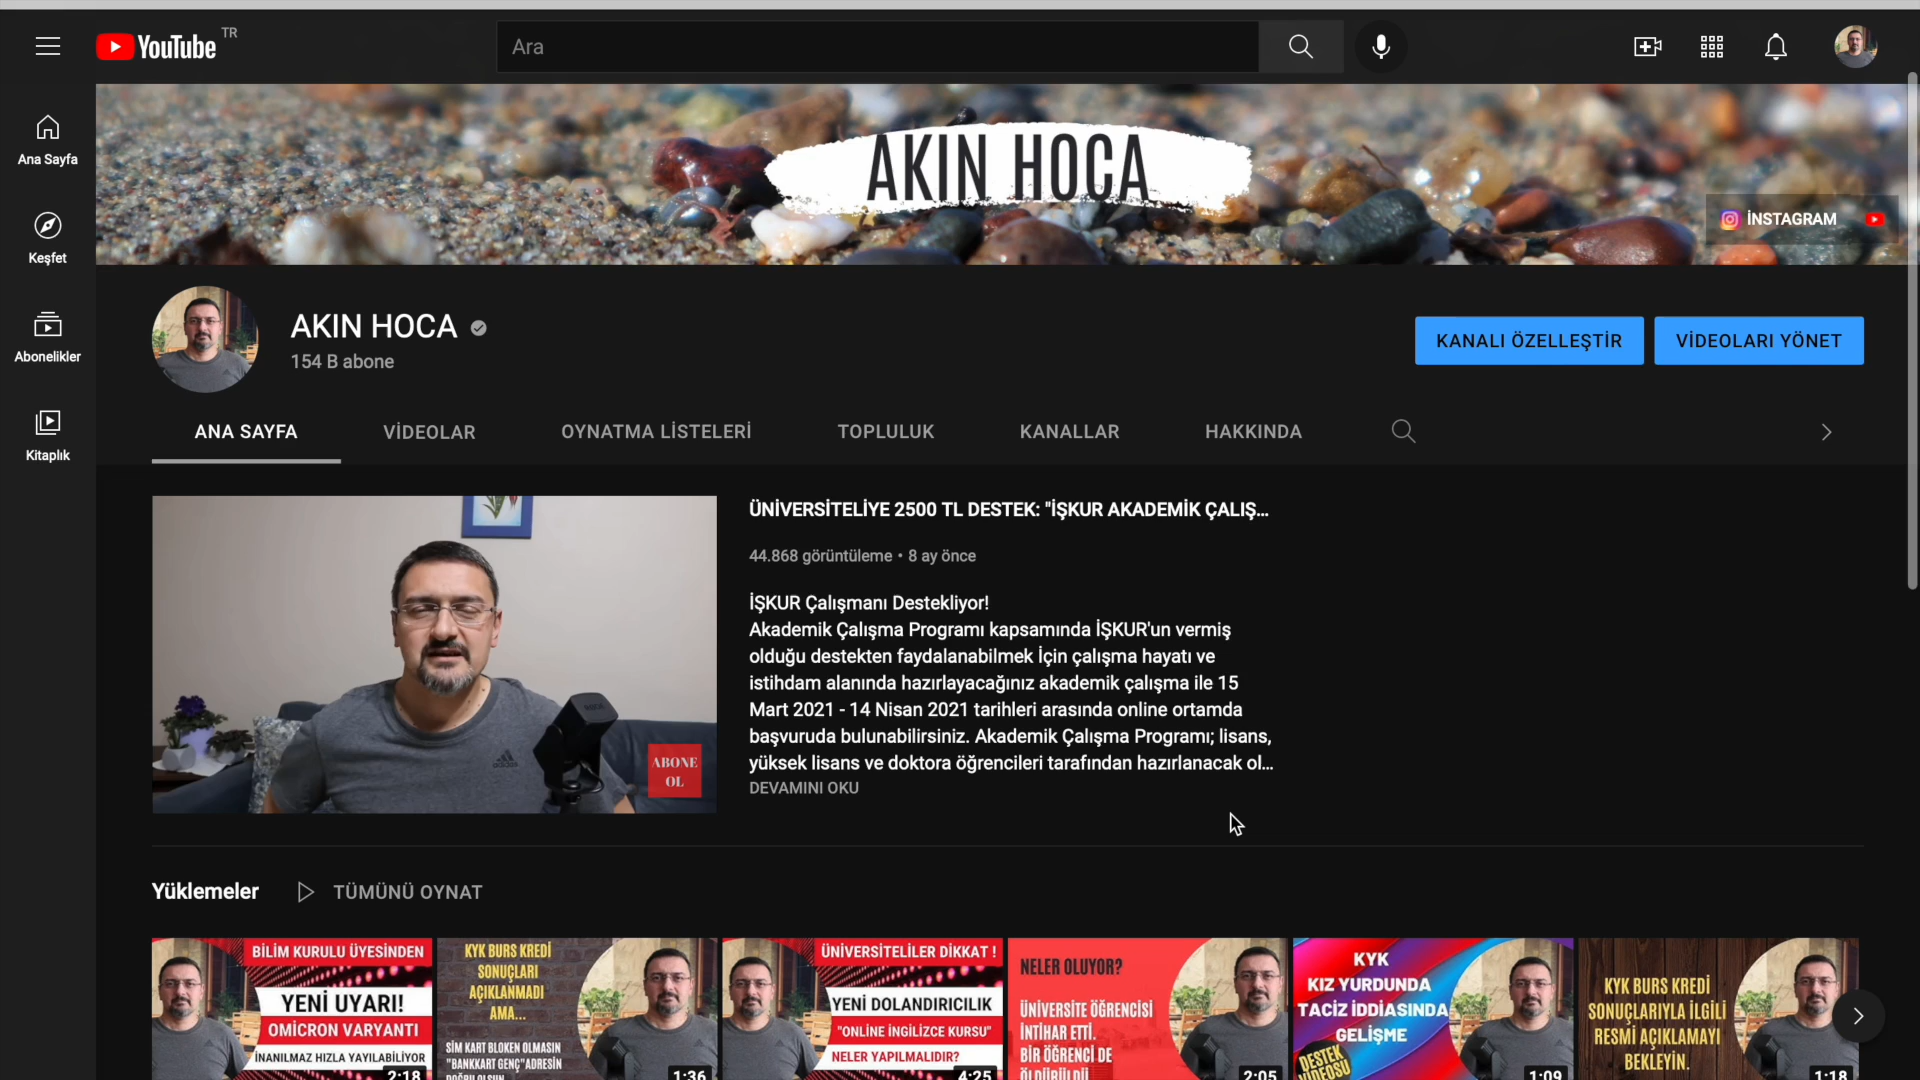 YouTube TR
Ara
Ana Sayfa
Keşfet
Abonelikler
Kitaplık
AKIN HOCA
İNSTAGRAM
AKIN HOCA
154 B abone
KANALI ÖZELLEŞTİR
VİDEOLARI YÖNET
ANA SAYFA
VİDEOLAR
OYNATMA LİSTELERİ
TOPLULUK
KANALLAR
HAKKINDA
adidas
ABONE
OL
ÜNİVERSİTELİYE 2500 TL DESTEK: "İŞKUR AKADEMİK ÇALIŞ...
44.868 görüntüleme • 8 ay önce
İŞKUR Çalışmanı Destekliyor!
Akademik Çalışma Programı kapsamında İŞKUR'un vermiş
olduğu destekten faydalanabilmek İçin çalışma hayatı ve
istihdam alanında hazırlayacağınız akademik çalışma ile 15
Mart 2021 - 14 Nisan 2021 tarihleri arasında online ortamda
başvuruda bulunabilirsiniz. Akademik Çalışma Programı; lisans,
yüksek lisans ve doktora öğrencileri tarafından hazırlanacak ol...
DEVAMINI OKU
Yüklemeler
TÜMÜNÜ OYNAT
BİLİM KURULU ÜYESİNDEN
YENİ UYARI!
OMİCRON VARYANTI
İNANILMAZ HIZLA YAYILABİLİYOR
2:18
KYK BURS KREDİ
SONUÇLARI
AÇIKLANMADI
AMA...
SİM KART BLOKEN OLMASIN
"BANKKART GENÇ"ADRESİN
DOĞRU OLSUN
1:36
ÜNİVERSİTELİLER DİKKAT !
YENİ DOLANDIRICILIK
"ONLİNE İNGİLİZCE KURSU"
NELER YAPILMALIDIR?
4:25
NELER OLUYOR?
ÜNİVERSİTE ÖĞRENCİSİ
İNTİHAR ETTİ.
BİR ÖĞRENCİ DE
ÖLDÜRÜLDÜ
2:05
KYK
KIZ YURDUNDA
TACİZ İDDİASINDA
GELİŞME
DESTEK
VİDEOSU
1:09
KYK BURS KREDİ
SONUÇLARIYLA İLGİLİ
RESMİ AÇIKLAMAYI
BEKLEYİN.
1:18